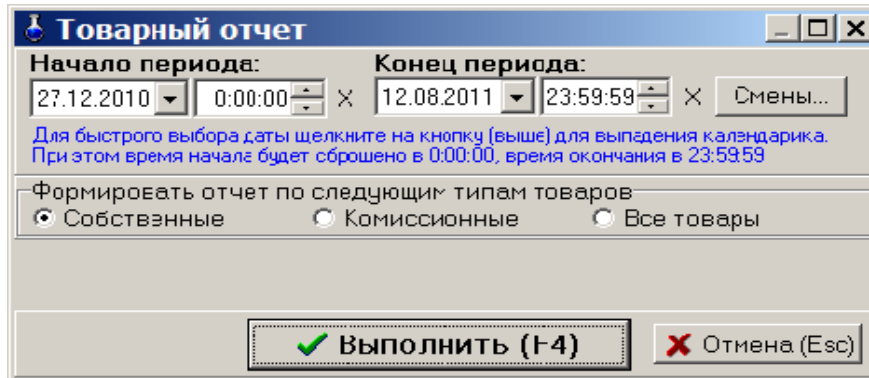 Товарный отчет
Начало периода: Конец периода:
27.12.2010 0:00:00 X 12.08.2011 23:59:59 X Смены...
Для быстрого выбора даты щелкните на кнопку (выше) для выпадения календарика.
При этом время начала будет сброшено в 0:00:00, время окончания в 23:59:59
Формировать отчет по следующим типам товаров
Собственные Комиссионные Все товары
Выполнить (F4) Отмена (Esc)